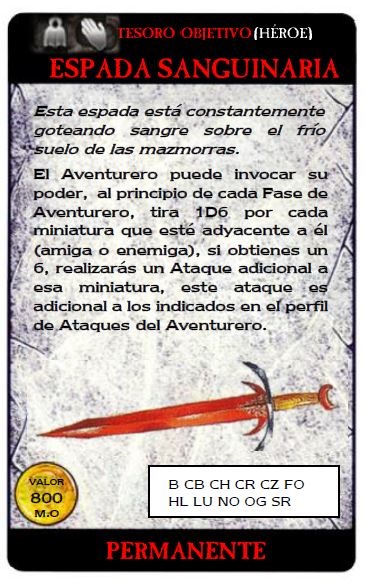 TESORO OBJETIVO (HÉROE)
ESPADA SANGUINARIA
Esta espada está constantemente
goteando sangre sobre el frío
suelo de las mazmorras.
El Aventurero puede invocar su
poder, al principio de cada Fase de
Aventurero, tira 1D6 por cada
miniatura que esté adyacente a él
(amiga o enemiga), si obtienes un
6, realizarás un Ataque adicional a
esa miniatura, este ataque es
adicional a los indicados en el perfil
de Ataques del Aventurero.
VALOR
800
M.O
B CB CH CR CZ FO
HL LU NO OG SR
PERMANENTE